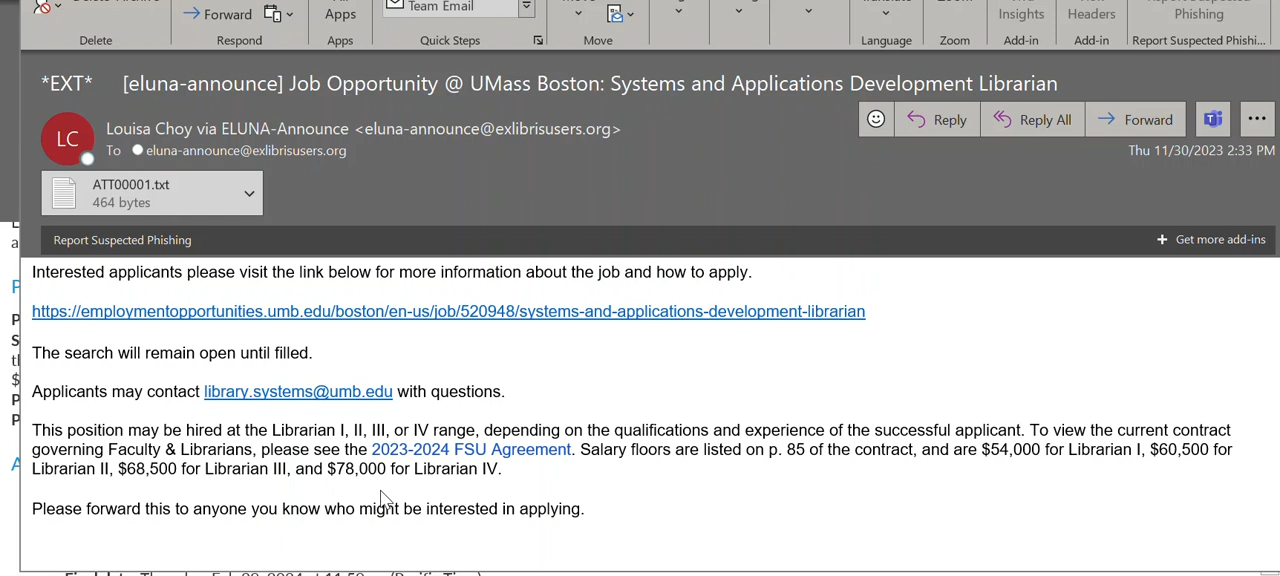 Forward
Apps
Team Email
Insights
Headers
Phishing
Delete
Respond
Apps
Quick Steps
Move
Language
Zoom
Add-in
Add-in
Report Suspected Phishi...
*EXT* [eluna-announce] Job Opportunity @ UMass Boston: Systems and Applications Development Librarian
LC
Louisa Choy via ELUNA-Announce <eluna-announce@exlibrisusers.org>
To eluna-announce@exlibrisusers.org
Reply
Reply All
Forward
Thu 11/30/2023 2:33 PM
ATT00001.txt
464 bytes
Report Suspected Phishing
+ Get more add-ins
Interested applicants please visit the link below for more information about the job and how to apply.
https://employmentopportunities.umb.edu/boston/en-us/job/520948/systems-and-applications-development-librarian
The search will remain open until filled.
Applicants may contact library.systems@umb.edu with questions.
This position may be hired at the Librarian I, II, III, or IV range, depending on the qualifications and experience of the successful applicant. To view the current contract
governing Faculty & Librarians, please see the 2023-2024 FSU Agreement. Salary floors are listed on p. 85 of the contract, and are $54,000 for Librarian I, $60,500 for
Librarian II, $68,500 for Librarian III, and $78,000 for Librarian IV.
Please forward this to anyone you know who might be interested in applying.